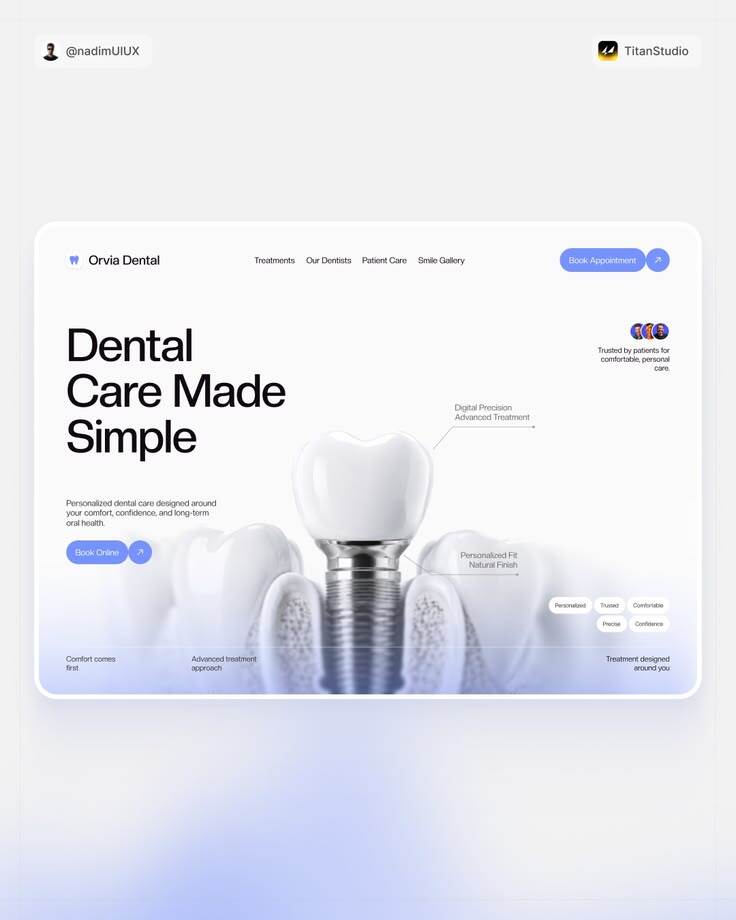 @nadimUIUX
TitanStudio
Orvia Dental
Treatments
Our Dentists
Patient Care
Smile Gallery
Book Appointment
Dental
Care Made
Simple
Trusted by patients for
comfortable, personal
care.
Digital Precision
Advanced Treatment
Personalized dental care designed around
your comfort, confidence, and long-term
oral health.
Book Online
Personalized Fit
Natural Finish
Personalized
Trusted
Comfortable
Precise
Confidence
Comfort comes
first
Advanced treatment
approach
Treatment designed
around you